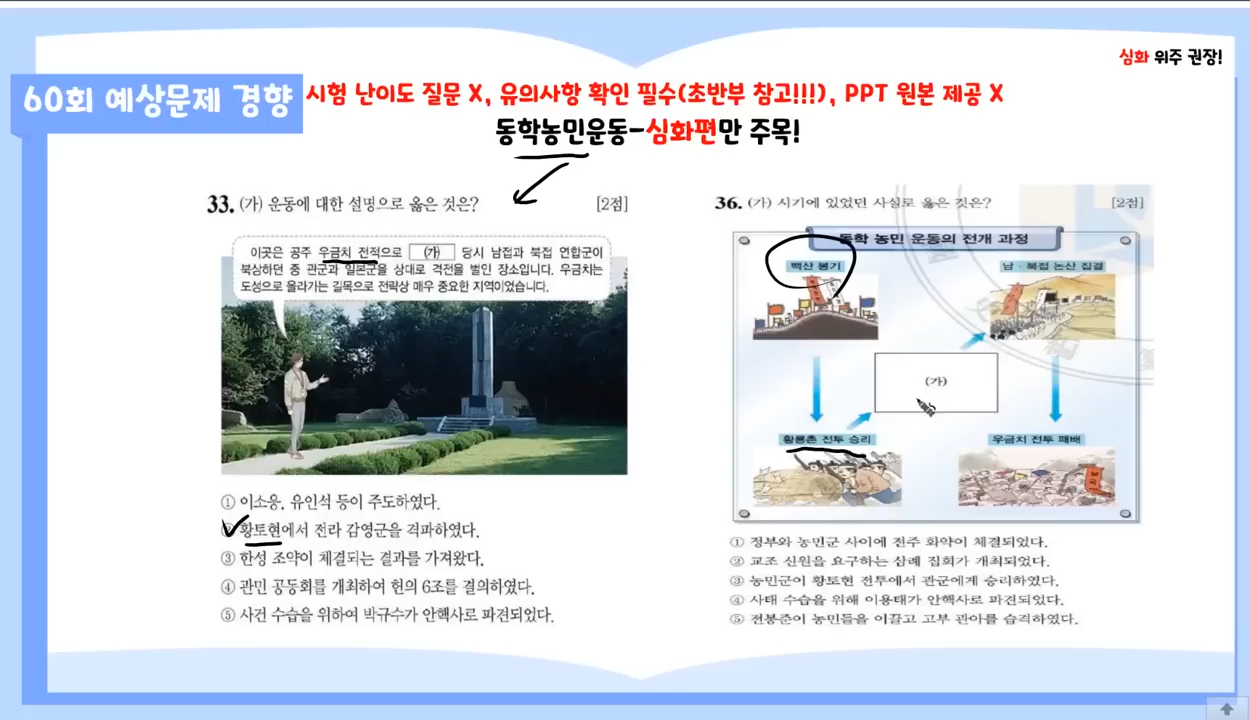 심화 위주 권장!
60회 예상문제 경향
시험 난이도 질문 X, 유의사항 확인 필수(초반부 참고!!!), PPT 원본 제공 X
동학농민운동-심화편만 주목!
33. (가) 운동에 대한 설명으로 옳은 것은? [2점]
이곳은 공주 우금치 전적으로 (가) 당시 남접과 북접 연합군이
북상하던 중 관군과 일본군을 상대로 격전을 벌인 장소입니다. 우금치는
도성으로 올라가는 길목으로 전략상 매우 중요한 지역이었습니다.
① 이소응, 유인석 등이 주도하였다.
② 황토현에서 전라 감영군을 격파하였다.
③ 한성 조약이 체결되는 결과를 가져왔다.
④ 관민 공동회를 개최하여 헌의 6조를 결의하였다.
⑤ 사건 수습을 위하여 박규수가 안핵사로 파견되었다.
36. (가) 시기에 있었던 사실로 옳은 것은? [2점]
동학 농민 운동의 전개 과정
백산 봉기
남·북접 논산 집결
(가)
황룡촌 전투 승리
우금치 전투 패배
① 정부와 농민군 사이에 전주 화약이 체결되었다.
② 교조 신원을 요구하는 삼례 집회가 개최되었다.
③ 농민군이 황토현 전투에서 관군에게 승리하였다.
④ 사태 수습을 위해 이용태가 안핵사로 파견되었다.
⑤ 전봉준이 농민들을 이끌고 고부 관아를 습격하였다.